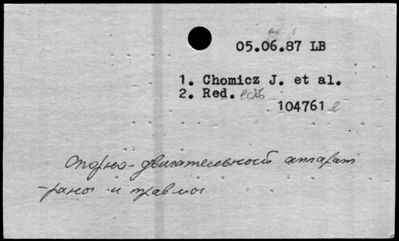 05.06.87 LB
1. Chomicz J. et al.
2. Red.
104761 e
Опорно-двигательный аппарат
-раны и травмы